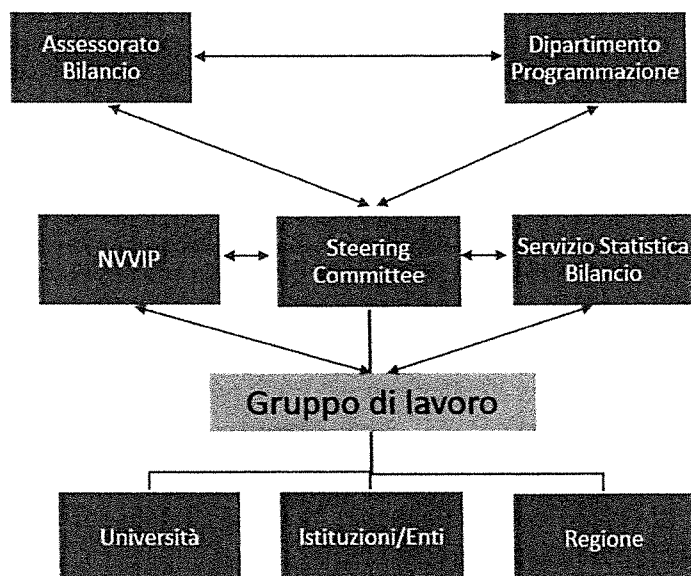 Assessorato
Bilancio
Dipartimento
Programmazione
NVVIP
Steering
Committee
Servizio Statistica
Bilancio
Gruppo di lavoro
Università
Istituzioni/Enti
Regione